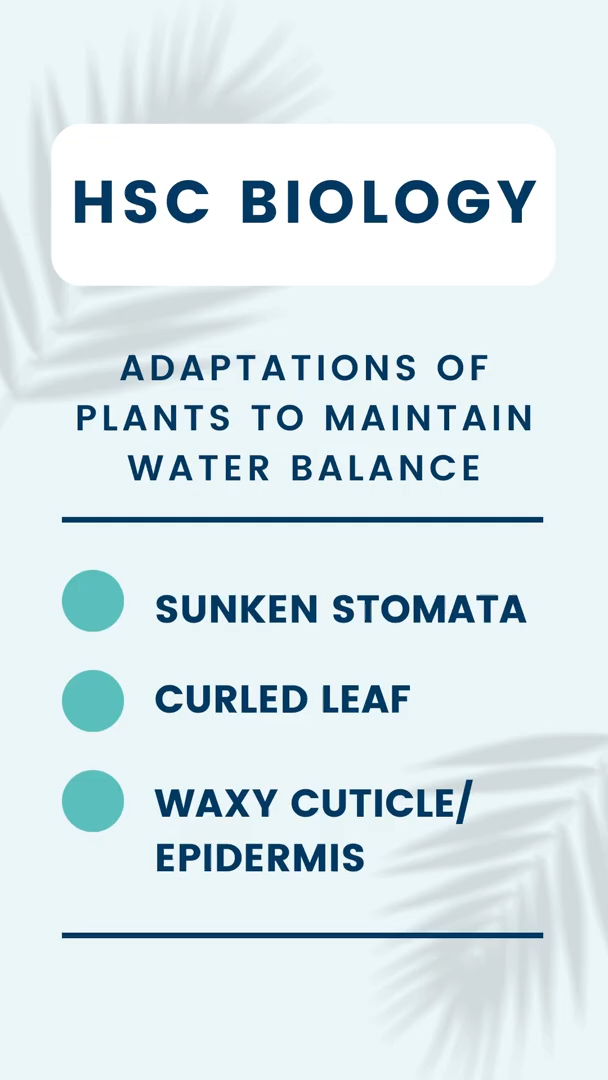 HSC BIOLOGY
ADAPTATIONS OF
PLANTS TO MAINTAIN
WATER BALANCE
SUNKEN STOMATA
CURLED LEAF
WAXY CUTICLE/
EPIDERMIS